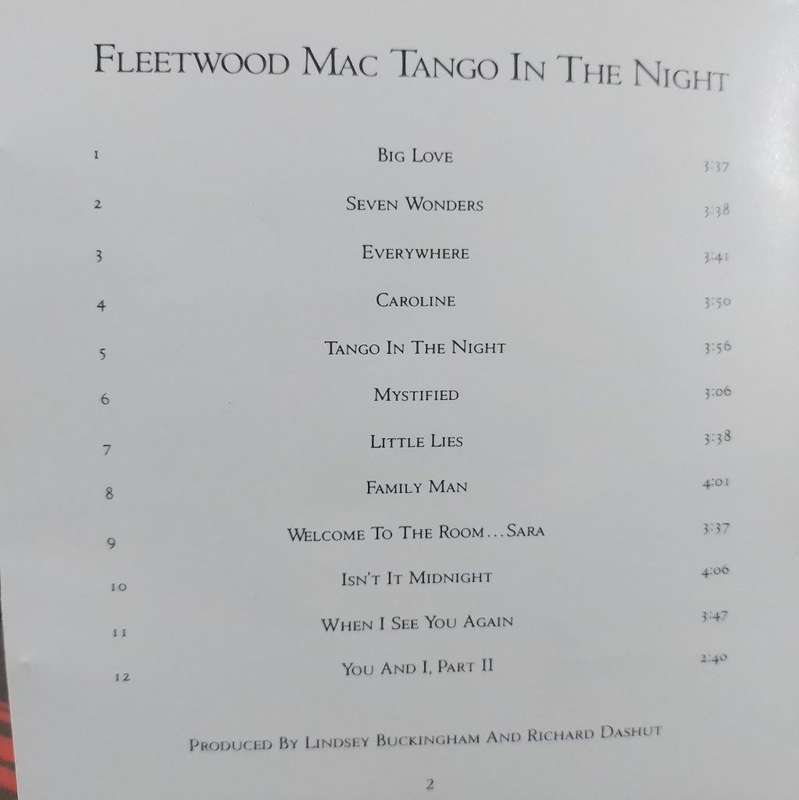 Fleetwood Mac Tango In The Night
1 Big Love 3:37
2 Seven Wonders 3:38
3 Everywhere 3:41
4 Caroline 3:50
5 Tango In The Night 3:56
6 Mystified 3:06
7 Little Lies 3:38
8 Family Man 4:01
9 Welcome To The Room...Sara 3:37
10 Isn't It Midnight 4:06
11 When I See You Again 3:47
12 You And I, Part II 2:40
Produced By Lindsey Buckingham And Richard Dashut
2